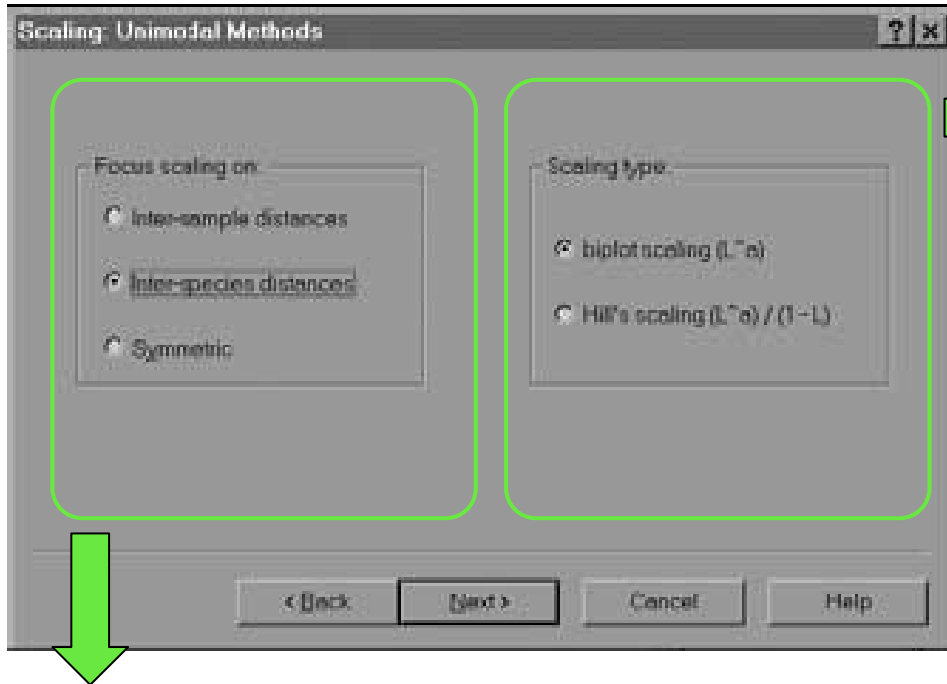 Scaling: Unimodal Methods
Focus scaling on:
Inter-sample distances
Inter-species distances
Symmetric
Scaling type:
biplot scaling (L^a)
Hill's scaling (L^a) / (1-L)
< Back
Next >
Cancel
Help